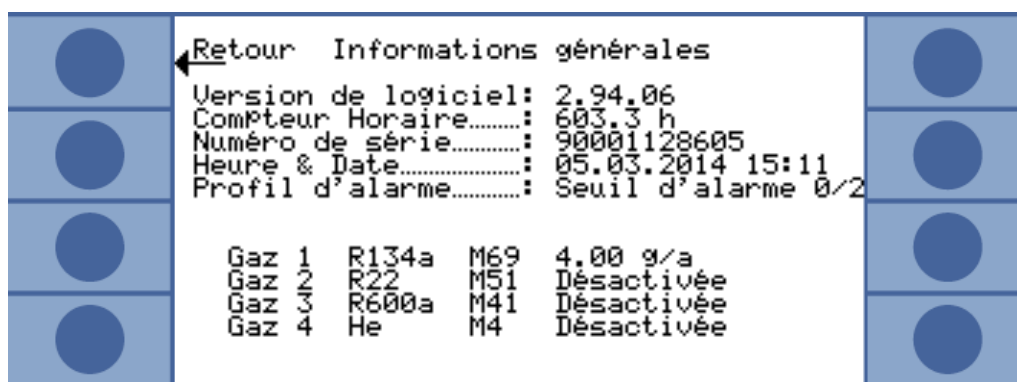 Retour Informations générales
Version de logiciel: 2.94.06
Compteur Horaire.........: 603.3 h
Numéro de série...........: 90001128605
Heure & Date...............: 05.03.2014 15:11
Profil d'alarme...........: Seuil d'alarme 0/2
Gaz 1 R134a M69 4.00 g/a
Gaz 2 R22 M51 Désactivée
Gaz 3 R600a M41 Désactivée
Gaz 4 He M4 Désactivée